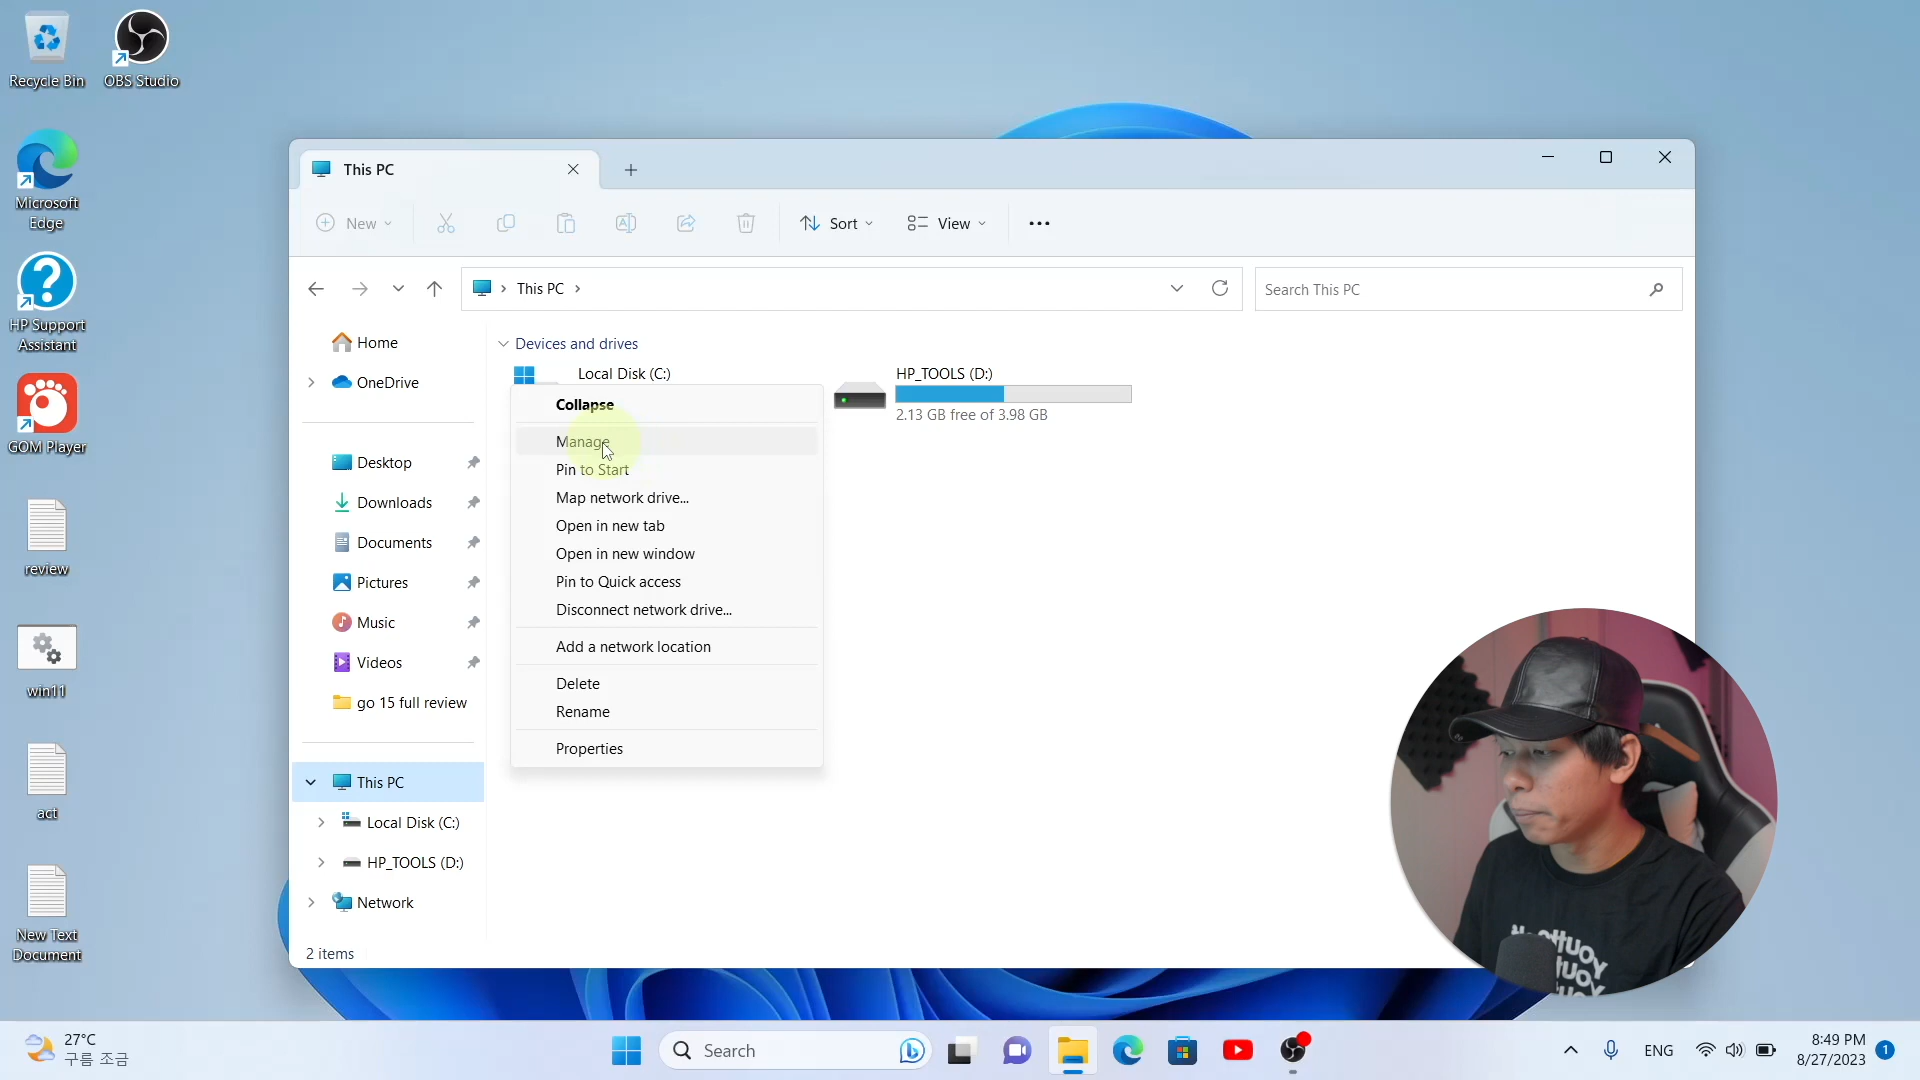 Recycle Bin
OBS Studio
Microsoft
Edge
HP Support
Assistant
GOM Player
review
win11
act
New Text
Document
This PC
New
Sort
View
This PC
Search This PC
Home
OneDrive
Desktop
Downloads
Documents
Pictures
Music
Videos
go 15 full review
This PC
Local Disk (C:)
HP_TOOLS (D:)
Network
2 items
Devices and drives
Local Disk (C:)
HP_TOOLS (D:)
2.13 GB free of 3.98 GB
Collapse
Manage
Pin to Start
Map network drive...
Open in new tab
Open in new window
Pin to Quick access
Disconnect network drive...
Add a network location
Delete
Rename
Properties
27°C
구름 조금
Search
ENG
8:49 PM
8/27/2023
1